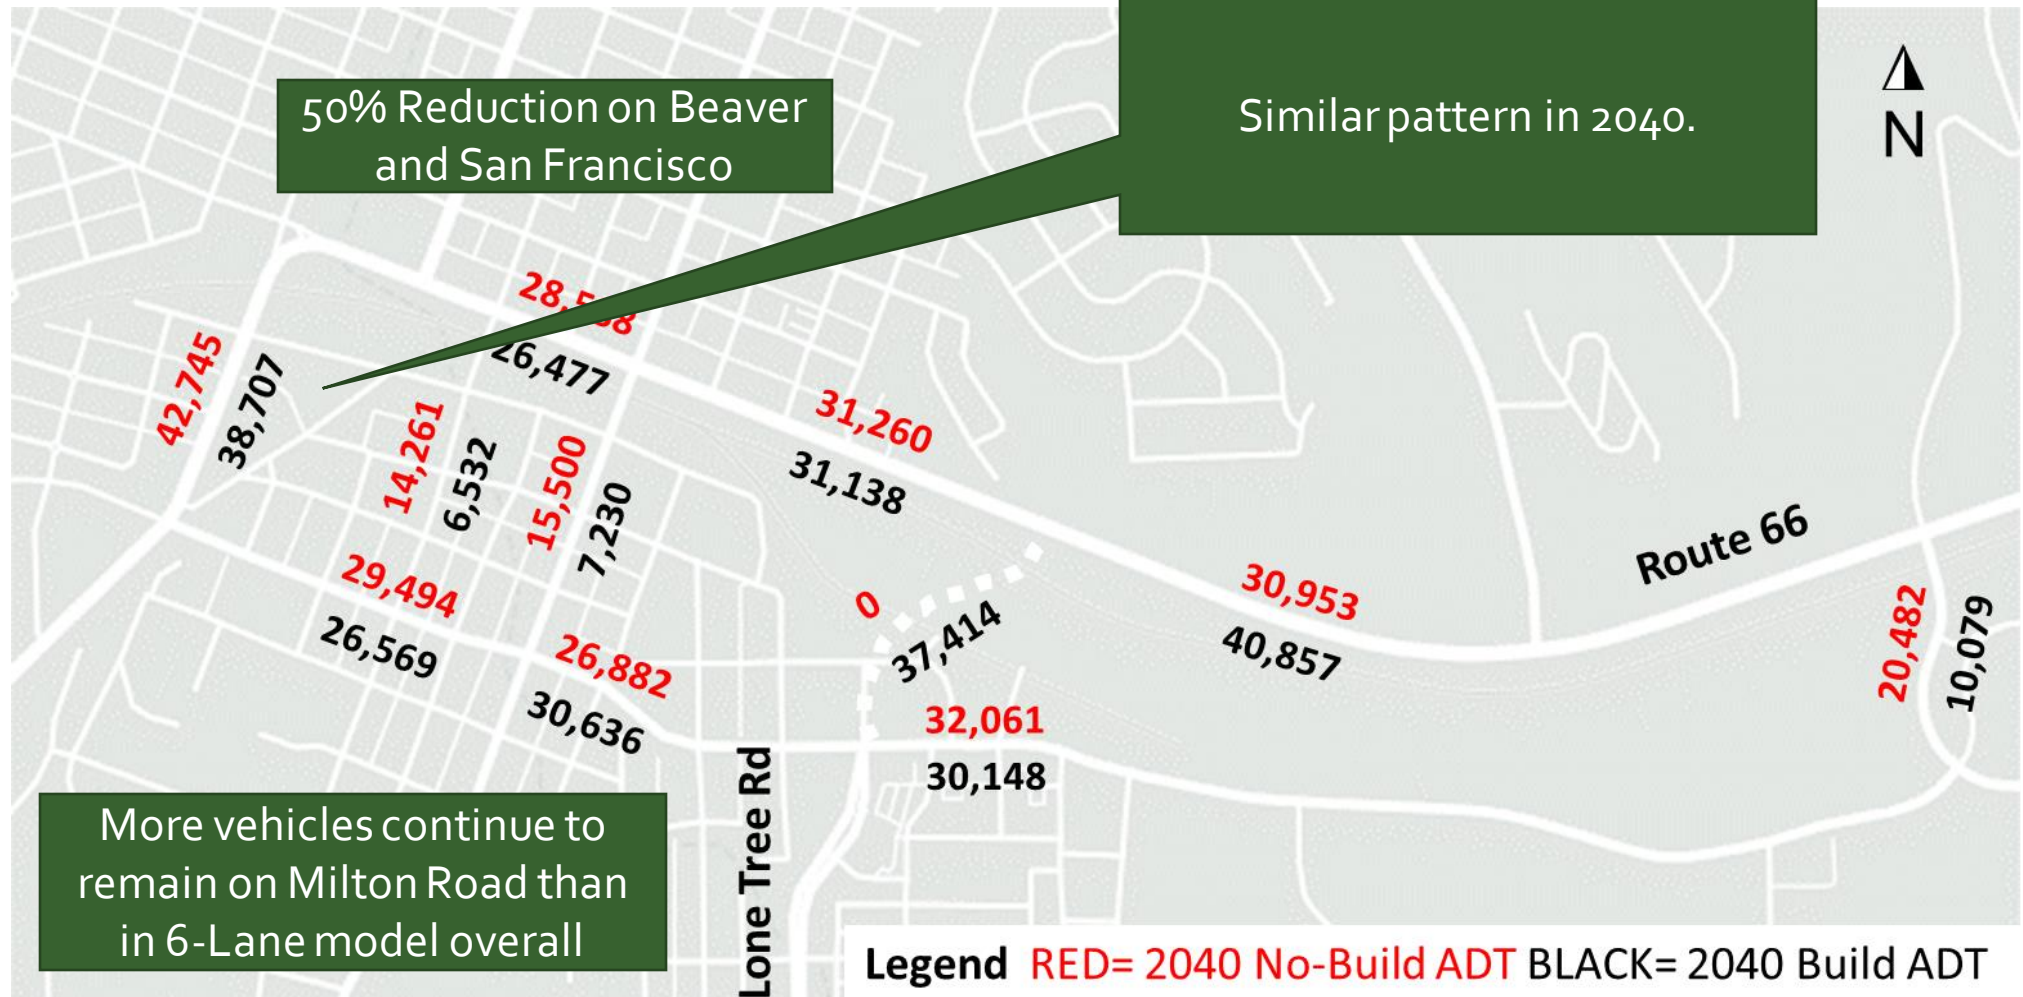 50% Reduction on Beaver
and San Francisco
Similar pattern in 2040.
N
26,477
42,745
38,707
14,261
6,532
15,500
7,230
31,260
31,138
29,494
26,569
26,882
30,636
0
37,414
32,061
30,148
30,953
40,857
Route 66
20,482
10,079
Lone Tree Rd
More vehicles continue to
remain on Milton Road than
in 6-Lane model overall
Legend RED= 2040 No-Build ADT BLACK= 2040 Build ADT